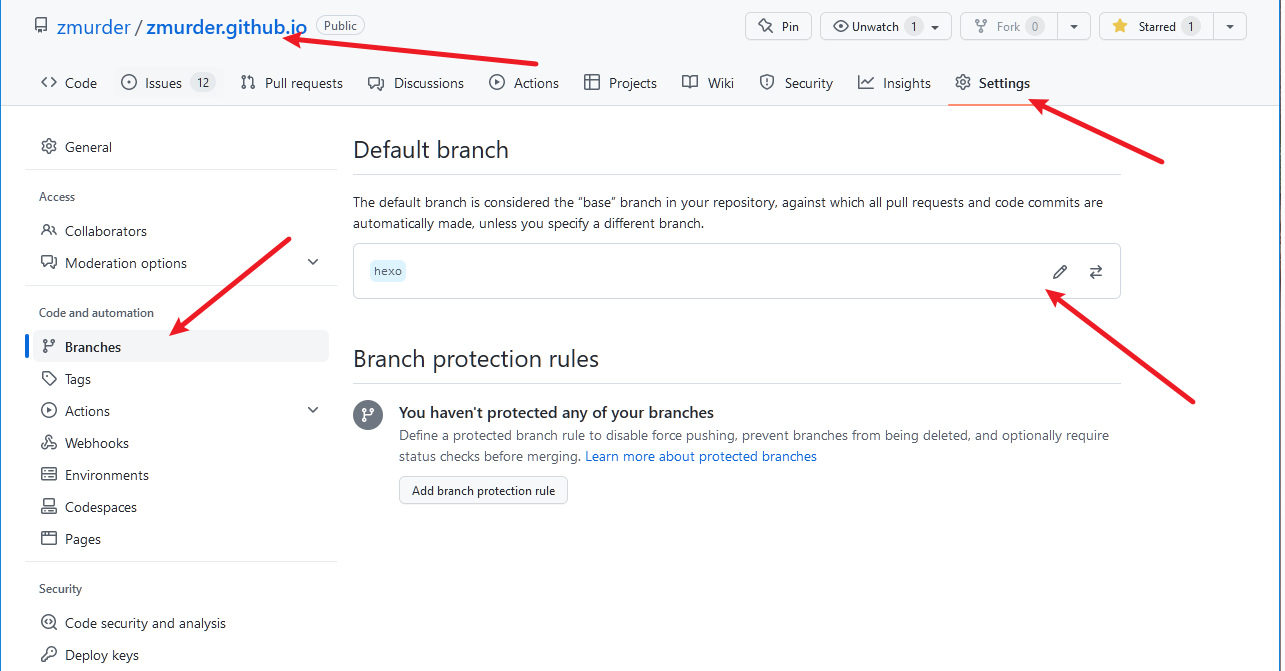 zmurder / zmurder.github.io Public Pin Unwatch 1 Fork 0 Starred 1
Code Issues 12 Pull requests Discussions Actions Projects Wiki Security Insights Settings
General
Access
Collaborators
Moderation options
Code and automation
Branches
Tags
Actions
Webhooks
Environments
Codespaces
Pages
Security
Code security and analysis
Deploy keys
Default branch
The default branch is considered the “base” branch in your repository, against which all pull requests and code commits are
automatically made, unless you specify a different branch.
hexo
Branch protection rules
You haven't protected any of your branches
Define a protected branch rule to disable force pushing, prevent branches from being deleted, and optionally require
status checks before merging. Learn more about protected branches
Add branch protection rule